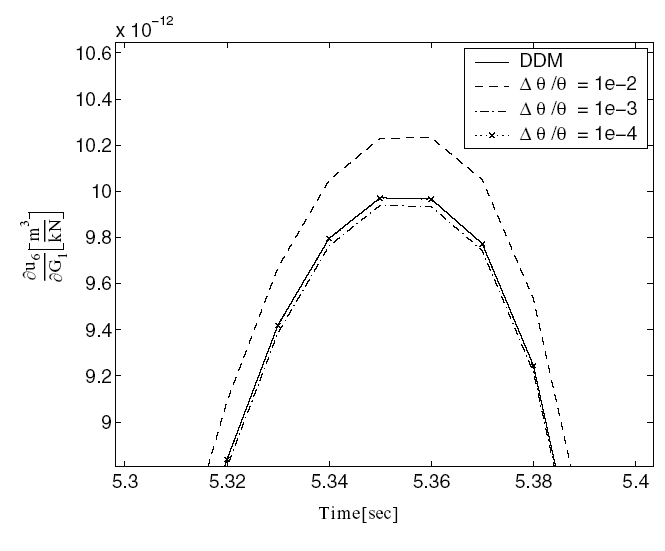 x 10⁻¹²
10.6
10.4
10.2
10
9.8
9.6
9.4
9.2
9
5.3
5.32
5.34
5.36
5.38
5.4
Time[sec]
∂u₆[m³
∂G₁[kN]
DDM
Δ θ /θ = 1e−2
Δ θ /θ = 1e−3
Δ θ /θ = 1e−4